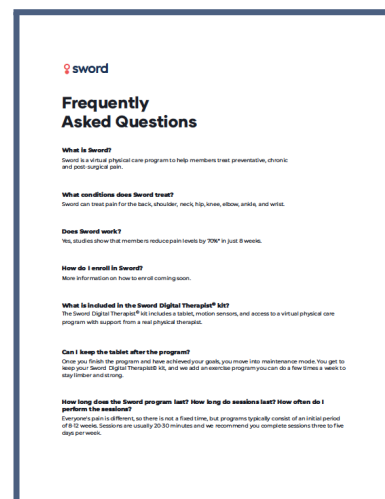 sword
Frequently
Asked Questions
What is Sword?
Sword is a virtual physical care program to help members treat preventative, chronic
and post-surgical pain.
What conditions does Sword treat?
Sword can treat pain for the back, shoulder, neck, hip, knee, elbow, ankle, and wrist.
Does Sword work?
Yes, studies show that members reduce pain levels by 70%* in just 8 weeks.
How do I enroll in Sword?
More information on how to enroll coming soon.
What is included in the Sword Digital Therapist® kit?
The Sword Digital Therapist® kit includes a tablet, motion sensors, and access to a virtual physical care
program with support from a real physical therapist.
Can I keep the tablet after the program?
Once you finish the program and have achieved your goals, you move into maintenance mode. You get to
keep your Sword Digital Therapist® kit, and we add an exercise program you can do a few times a week to
stay limber and strong.
How long does the Sword program last? How long do sessions last? How often do I
perform the sessions?
Everyone's pain is different, so there is not a fixed time, but programs typically consist of an initial period
of 8-12 weeks. Sessions are usually 20-30 minutes and we recommend you complete sessions three to five
days per week.